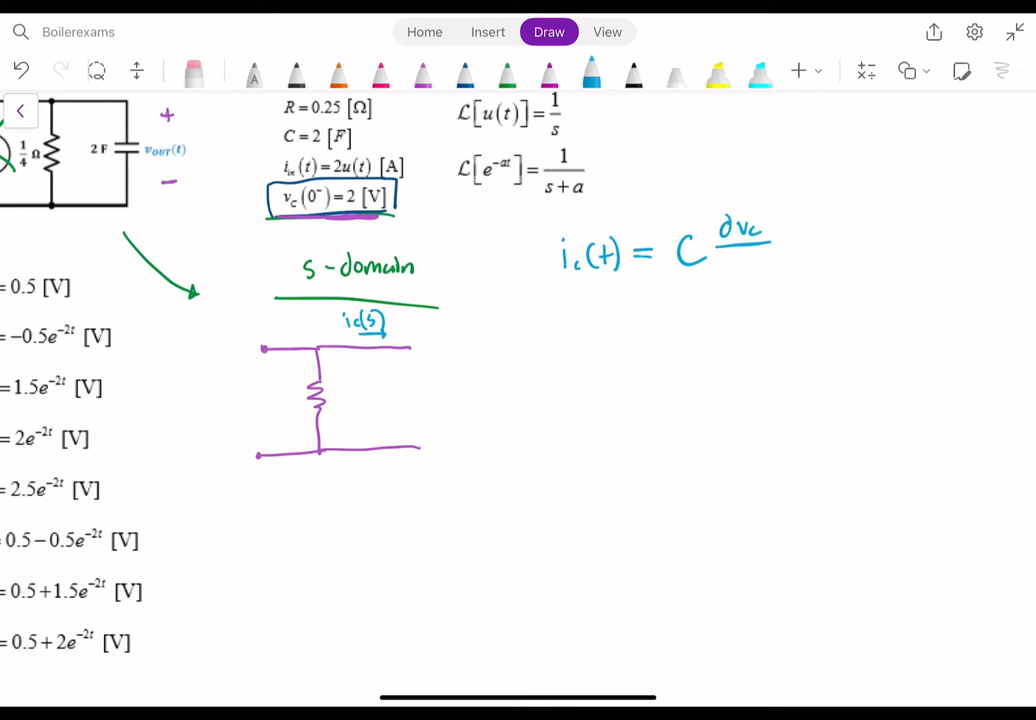 Boilerexams
Home Insert Draw View
A
R = 0.25 [Ω]
C = 2 [F]
i_in(t) = 2u(t) [A]
v_C(0⁻) = 2 [V]
ℒ[u(t)] = 1/s
ℒ[e^{-at}] = 1/(s+a)
+
1/4 Ω
2 F
v_OUT(t)
−
i_c(t) = C ∂v_c
s-domain
i_c(s)
= 0.5 [V]
= −0.5e^{−2t} [V]
= 1.5e^{−2t} [V]
= 2e^{−2t} [V]
= 2.5e^{−2t} [V]
0.5 − 0.5e^{−2t} [V]
= 0.5 + 1.5e^{−2t} [V]
= 0.5 + 2e^{−2t} [V]